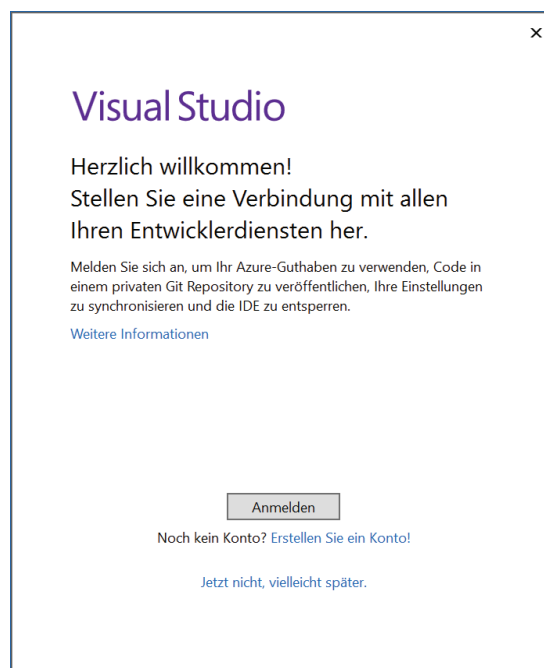 Visual Studio
Herzlich willkommen!
Stellen Sie eine Verbindung mit allen
Ihren Entwicklerdiensten her.
Melden Sie sich an, um Ihr Azure-Guthaben zu verwenden, Code in
einem privaten Git Repository zu veröffentlichen, Ihre Einstellungen
zu synchronisieren und die IDE zu entsperren.
Weitere Informationen
Anmelden
Noch kein Konto? Erstellen Sie ein Konto!
Jetzt nicht, vielleicht später.